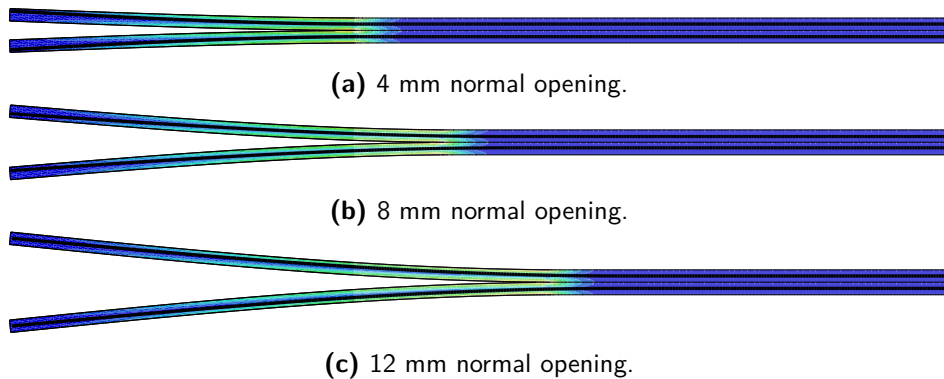 (a) 4 mm normal opening.
(b) 8 mm normal opening.
(c) 12 mm normal opening.